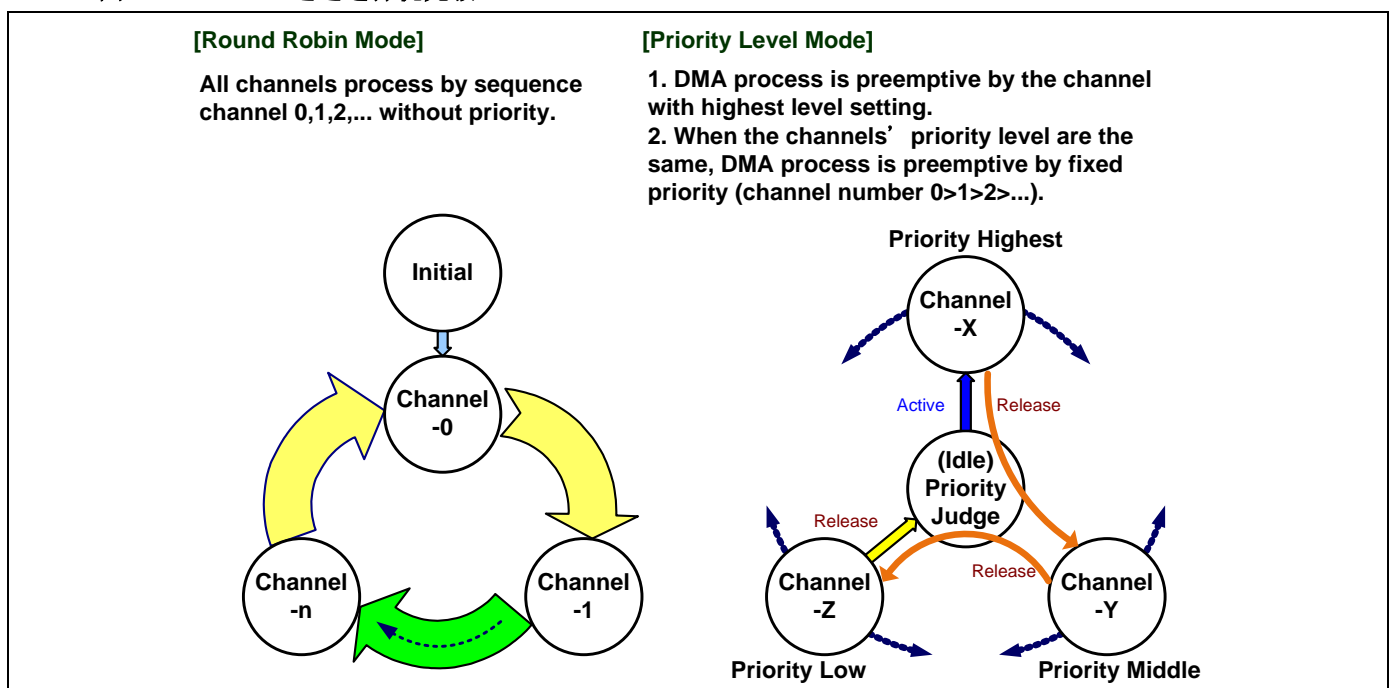 [Round Robin Mode]
All channels process by sequence
channel 0,1,2,... without priority.
[Priority Level Mode]
1. DMA process is preemptive by the channel
with highest level setting.
2. When the channels’ priority level are the
same, DMA process is preemptive by fixed
priority (channel number 0>1>2>...).
Initial
Channel
-0
Channel
-n
Channel
-1
Priority Highest
Channel
-X
Active
Release
(Idle)
Priority
Judge
Release
Release
Channel
-Z
Channel
-Y
Priority Low
Priority Middle